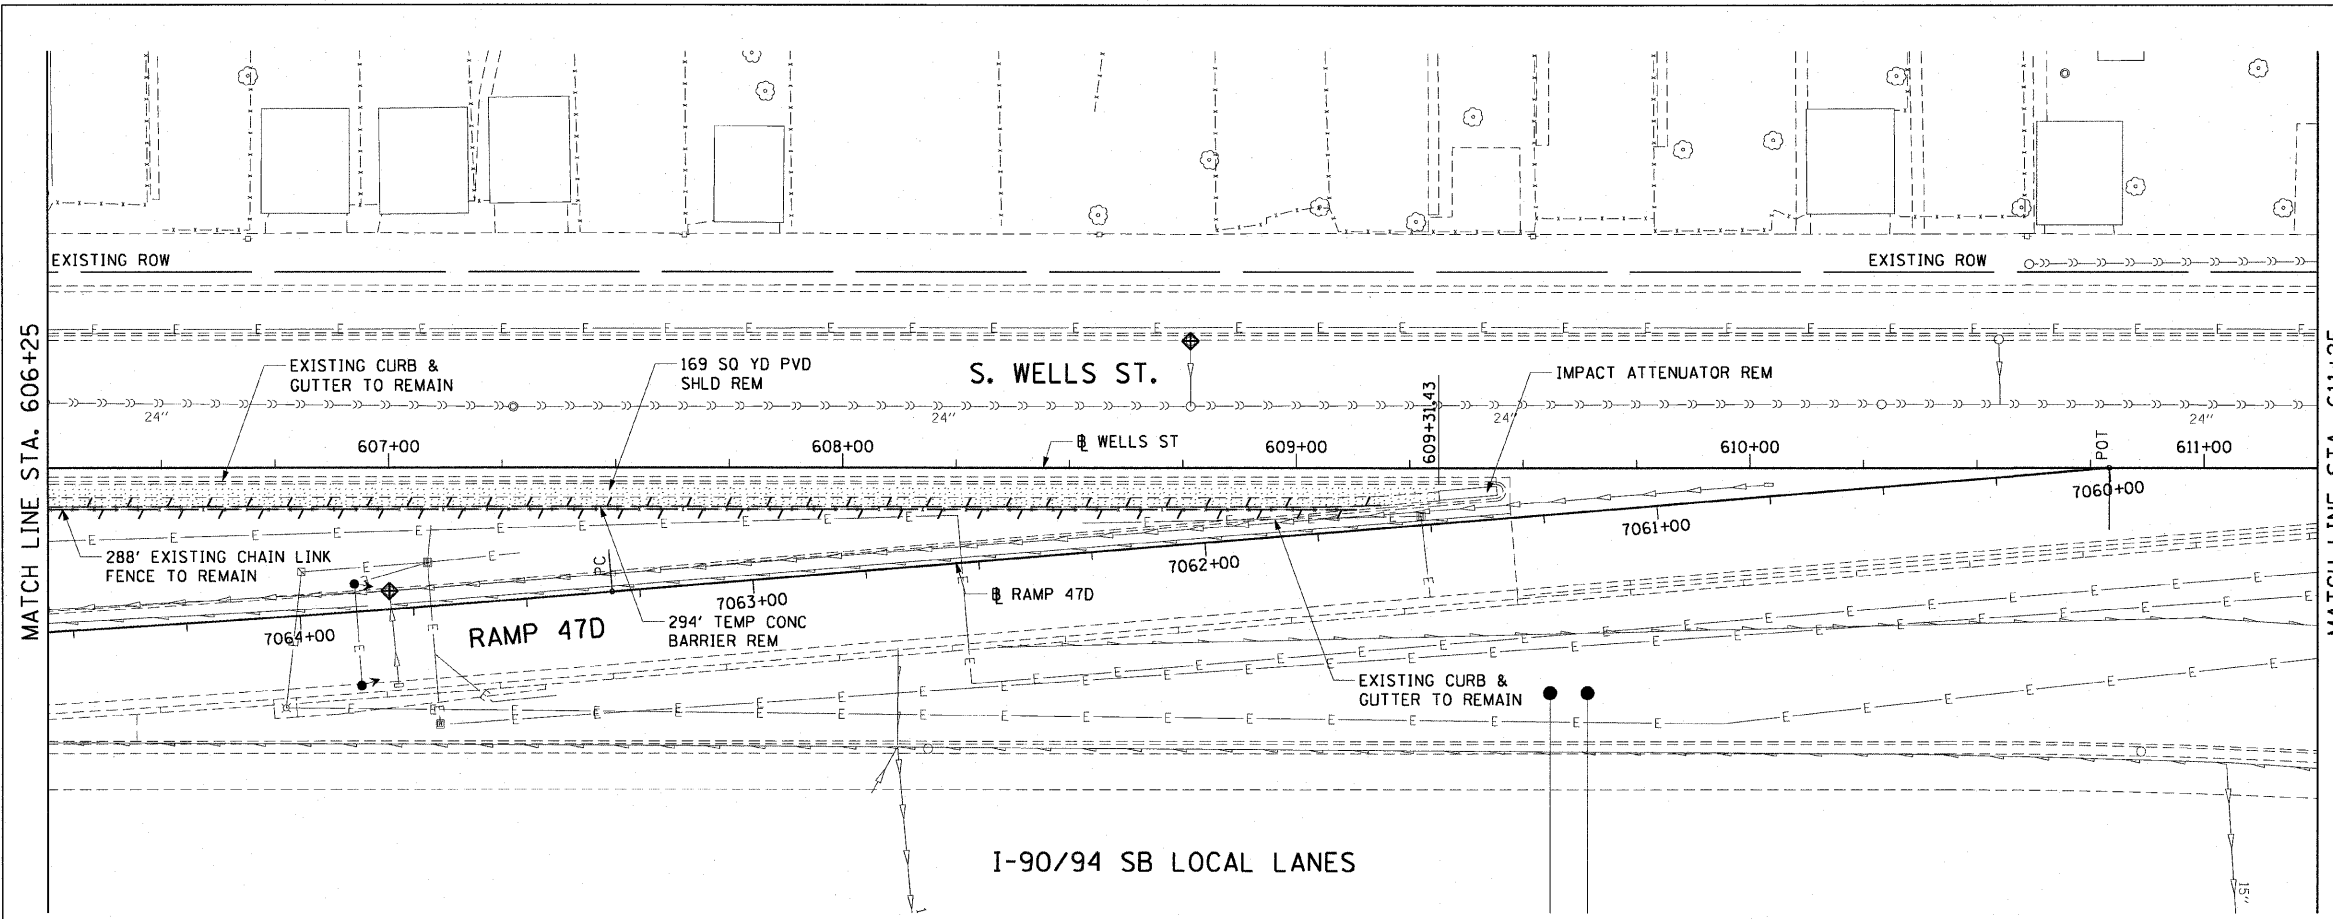 EXISTING ROW
EXISTING ROW
MATCH LINE STA. 606+25
EXISTING CURB &
GUTTER TO REMAIN
169 SQ YD PVD
SHLD REM
S. WELLS ST.
IMPACT ATTENUATOR REM
24"
24"
24"
24"
609+31.43
607+00
608+00
WELLS ST
609+00
610+00
POT
611+00
7060+00
7061+00
7062+00
7063+00
7064+00
288' EXISTING CHAIN LINK
FENCE TO REMAIN
PC
RAMP 47D
RAMP 47D
294' TEMP CONC
BARRIER REM
EXISTING CURB &
GUTTER TO REMAIN
I-90/94 SB LOCAL LANES
15"